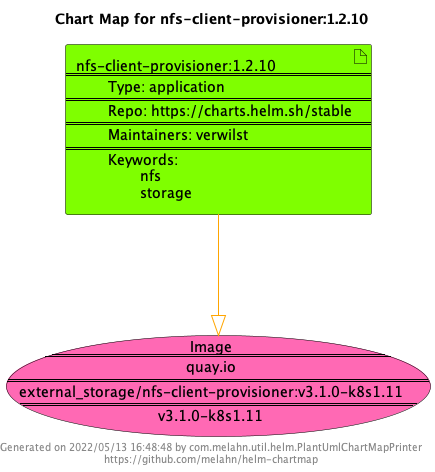 Chart Map for nfs-client-provisioner:1.2.10
nfs-client-provisioner:1.2.10
Type: application
Repo: https://charts.helm.sh/stable
Maintainers: verwilst
Keywords:
nfs
storage
Image
quay.io
external_storage/nfs-client-provisioner:v3.1.0-k8s1.11
v3.1.0-k8s1.11
Generated on 2022/05/13 16:48:48 by com.melahn.util.helm.PlantUmlChartMapPrinter
https://github.com/melahn/helm-chartmap